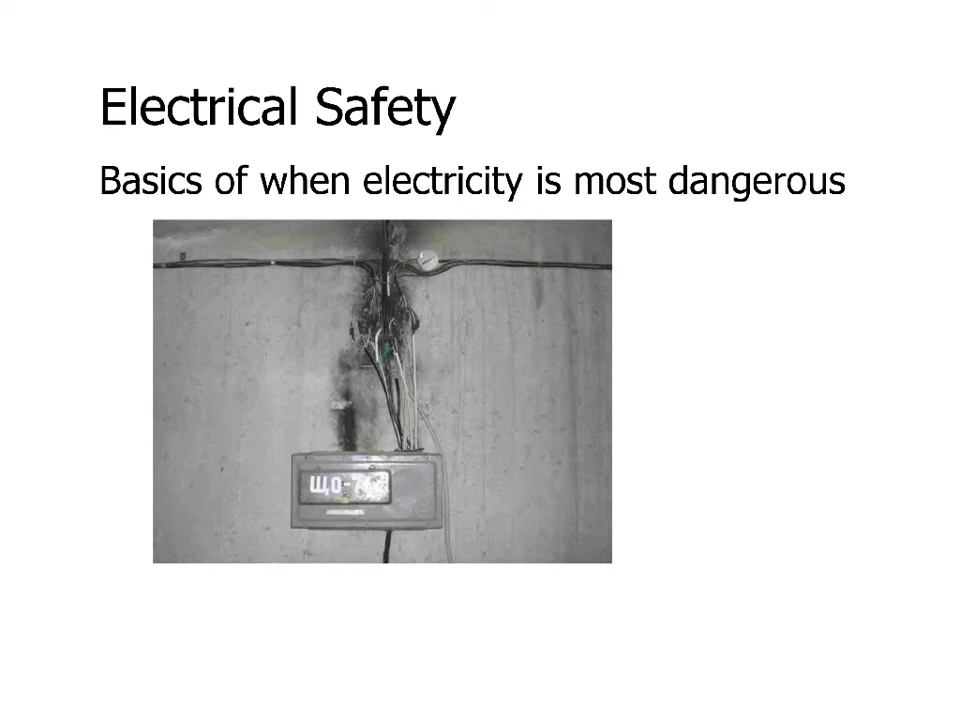 Electrical Safety
Basics of when electricity is most dangerous
ЩО-7